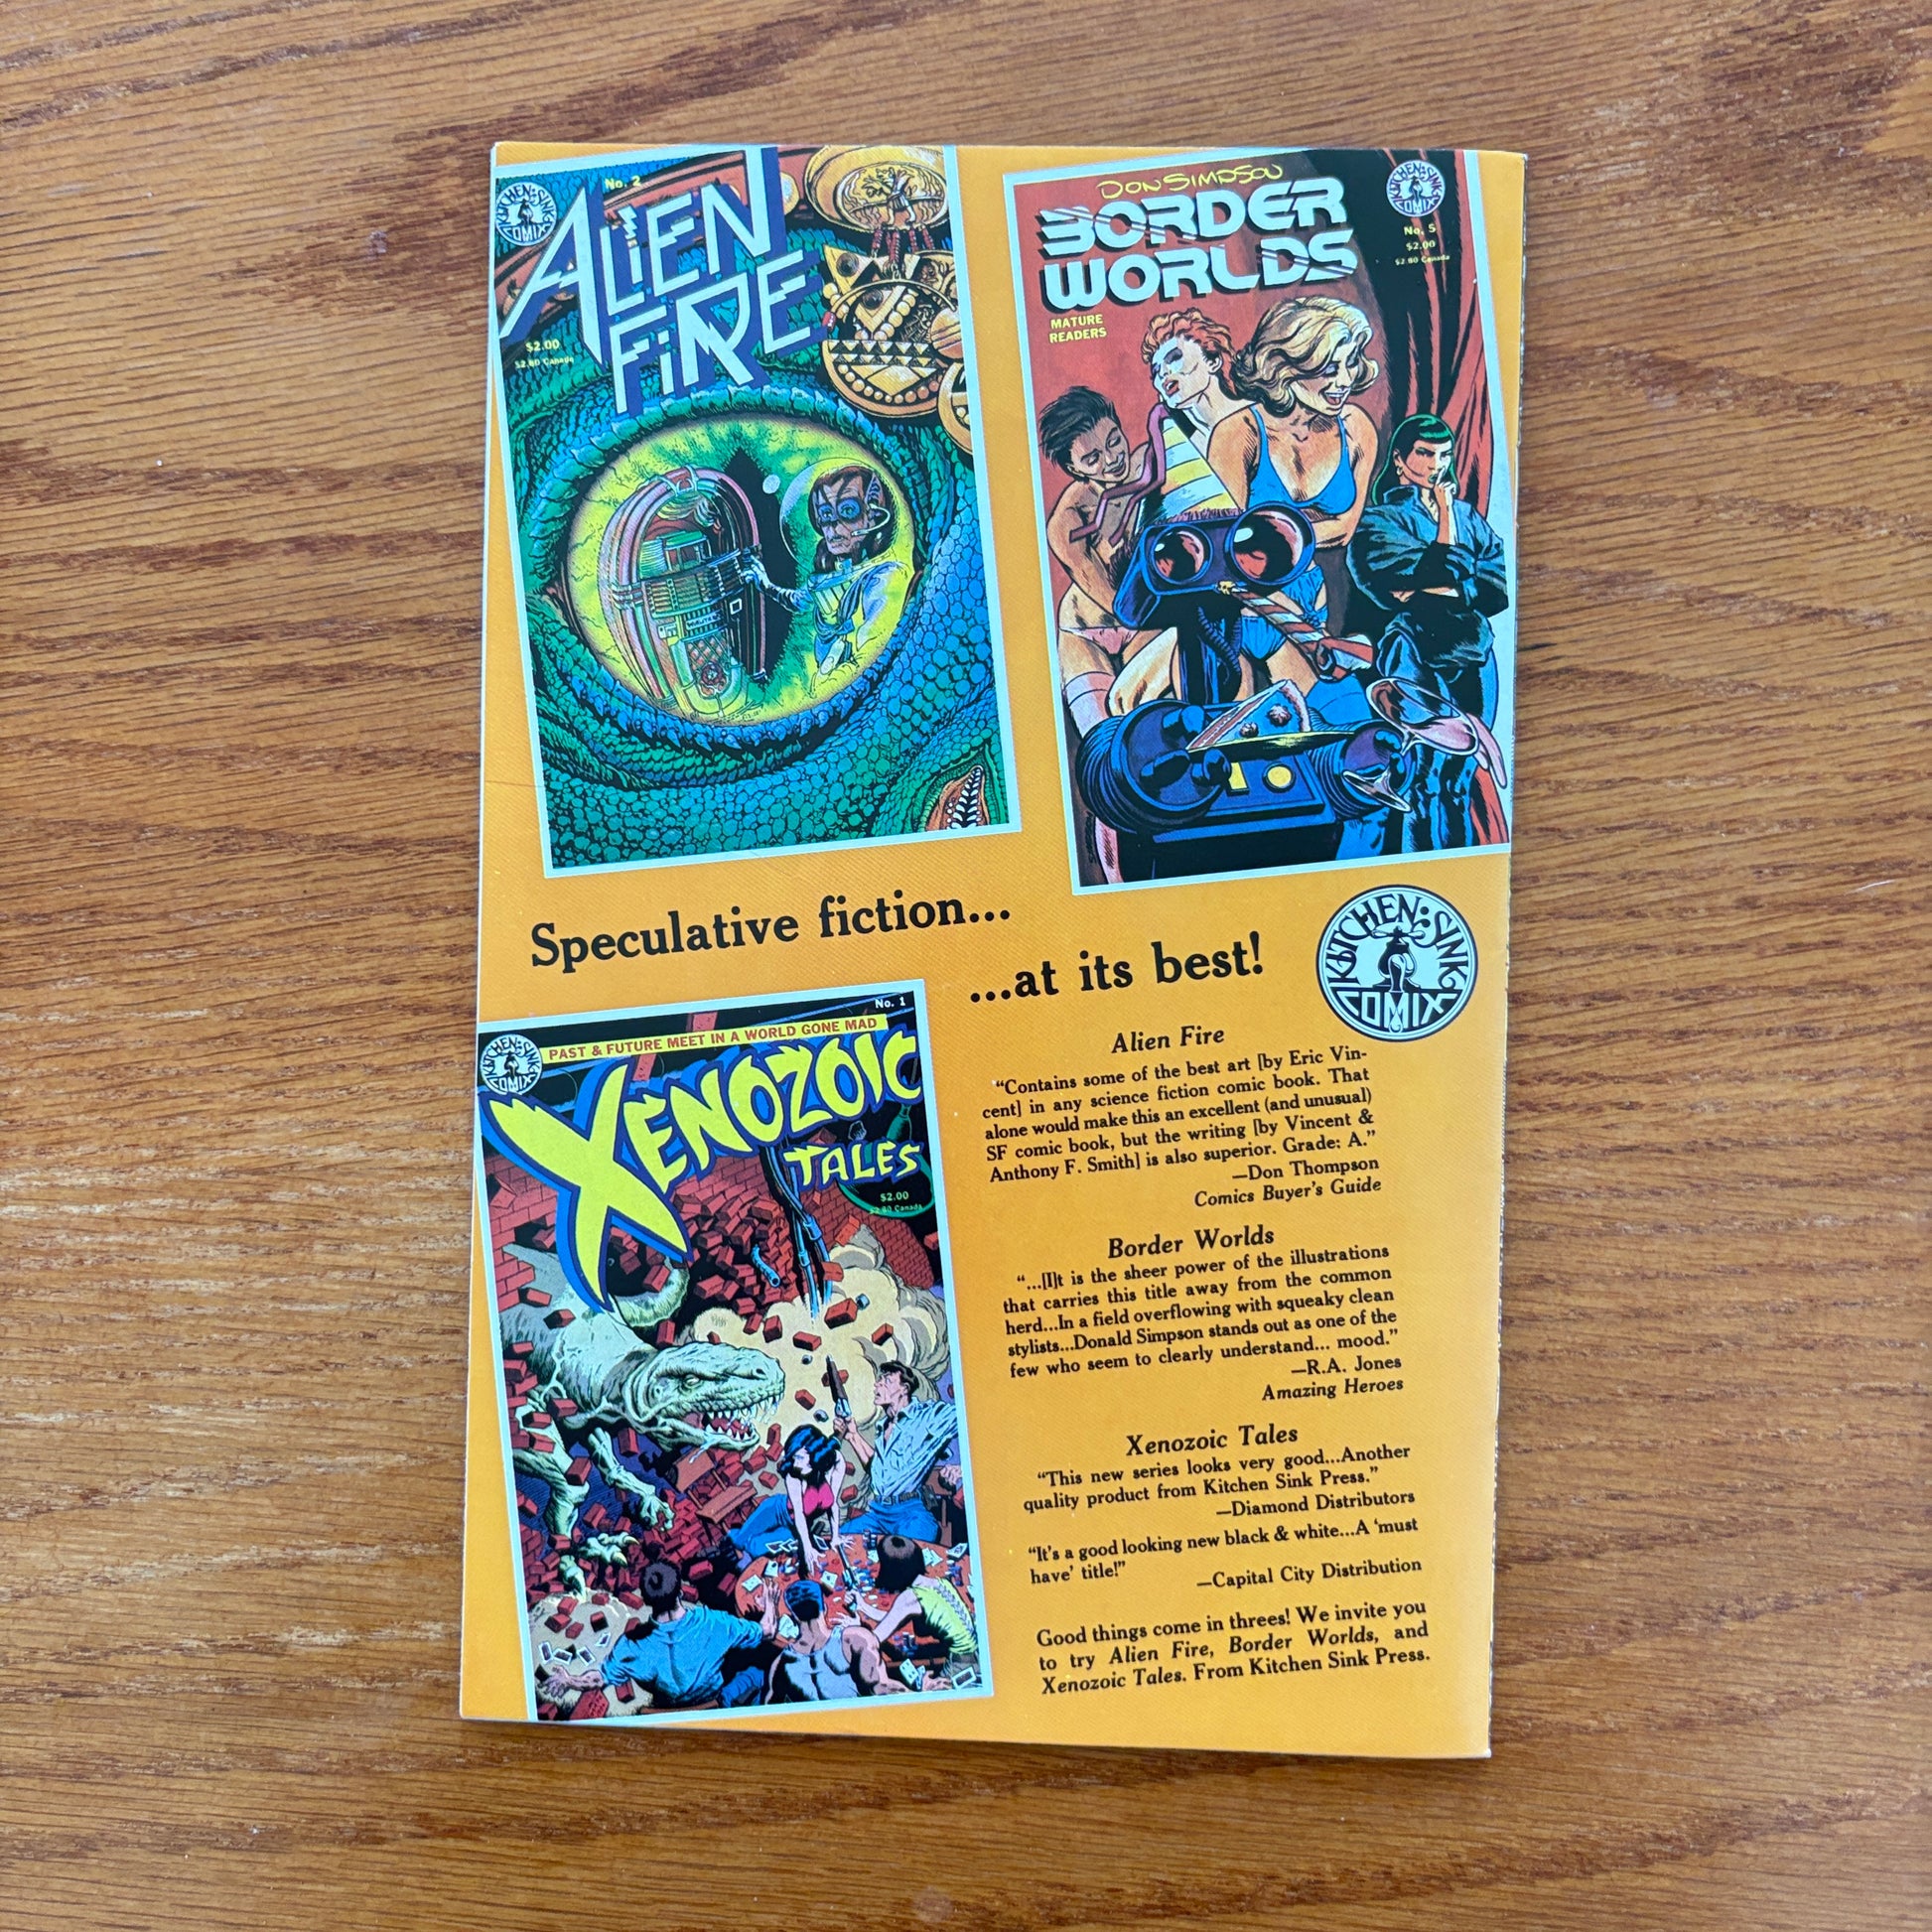 KITCHEN SINK
COMIX
No. 2
ALIEN
FIRE
$2.00
$2.80 Canada
DON SIMPSON
BORDER
WORLDS
MATURE
READERS
KITCHEN SINK
COMIX
No. 5
$2.00
$2.80 Canada
Speculative fiction...
...at its best!
KITCHEN SINK
COMIX
No. 1
KITCHEN SINK
COMIX
PAST & FUTURE MEET IN A WORLD GONE MAD
XENOZOIC
TALES
$2.00
$2.80 Canada
Alien Fire
“Contains some of the best art [by Eric Vin-
cent] in any science fiction comic book. That
alone would make this an excellent (and unusual)
SF comic book, but the writing [by Vincent &
Anthony F. Smith] is also superior. Grade: A.”
—Don Thompson
Comics Buyer's Guide
Border Worlds
“...[I]t is the sheer power of the illustrations
that carries this title away from the common
herd...In a field overflowing with squeaky clean
stylists...Donald Simpson stands out as one of the
few who seem to clearly understand... mood.”
—R.A. Jones
Amazing Heroes
Xenozoic Tales
“This new series looks very good...Another
quality product from Kitchen Sink Press.”
—Diamond Distributors
“It's a good looking new black & white...A ‘must
have’ title!”
—Capital City Distribution
Good things come in threes! We invite you
to try Alien Fire, Border Worlds, and
Xenozoic Tales. From Kitchen Sink Press.